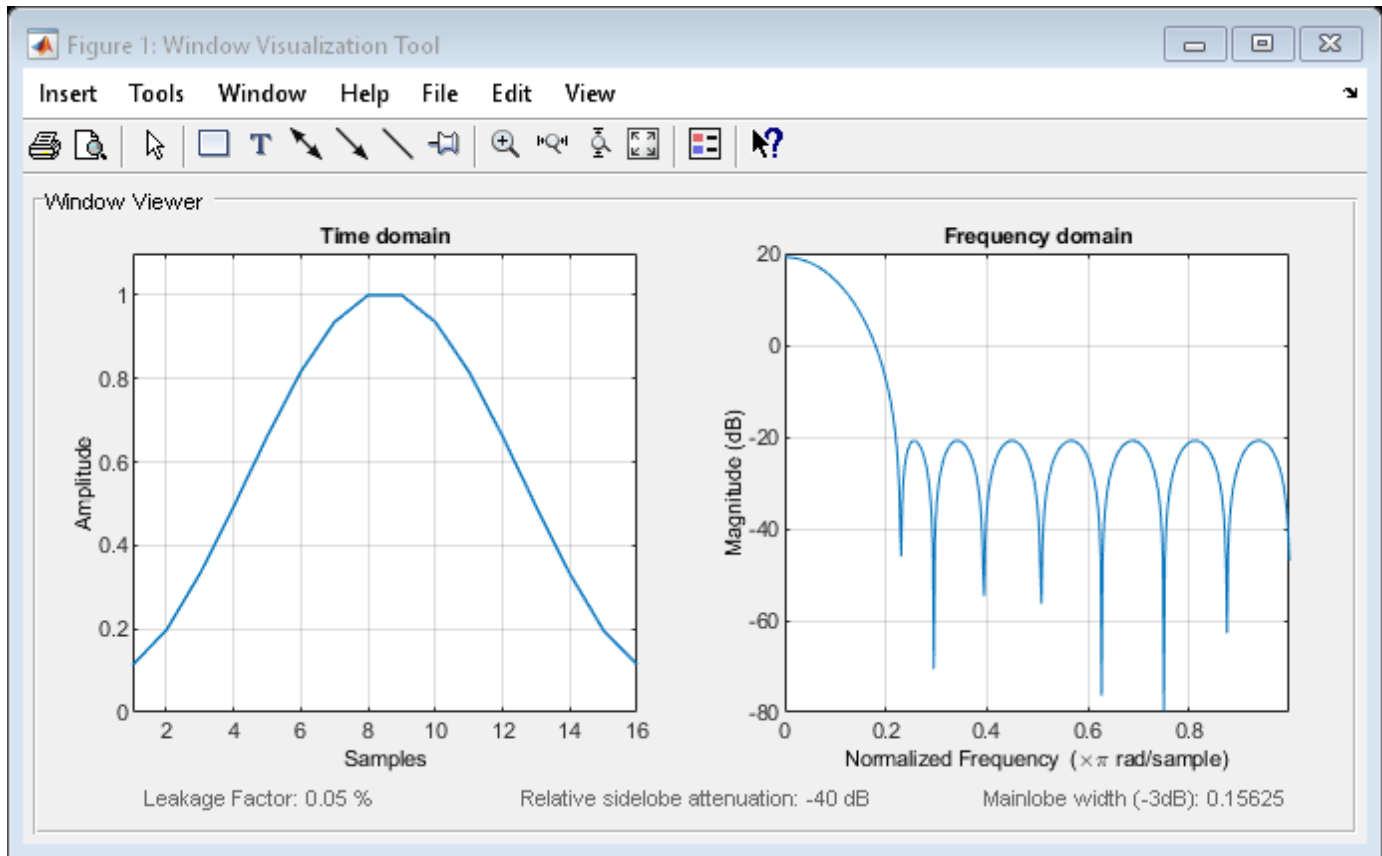 Figure 1: Window Visualization Tool
Insert Tools Window Help File Edit View
T ?
Window Viewer
Time domain
1
0.8
0.6
0.4
0.2
0
Amplitude
2 4 6 8 10 12 14 16
Samples
Frequency domain
20
0
-20
-40
-60
-80
Magnitude (dB)
0 0.2 0.4 0.6 0.8
Normalized Frequency (×π rad/sample)
Leakage Factor: 0.05 % Relative sidelobe attenuation: -40 dB Mainlobe width (-3dB): 0.15625